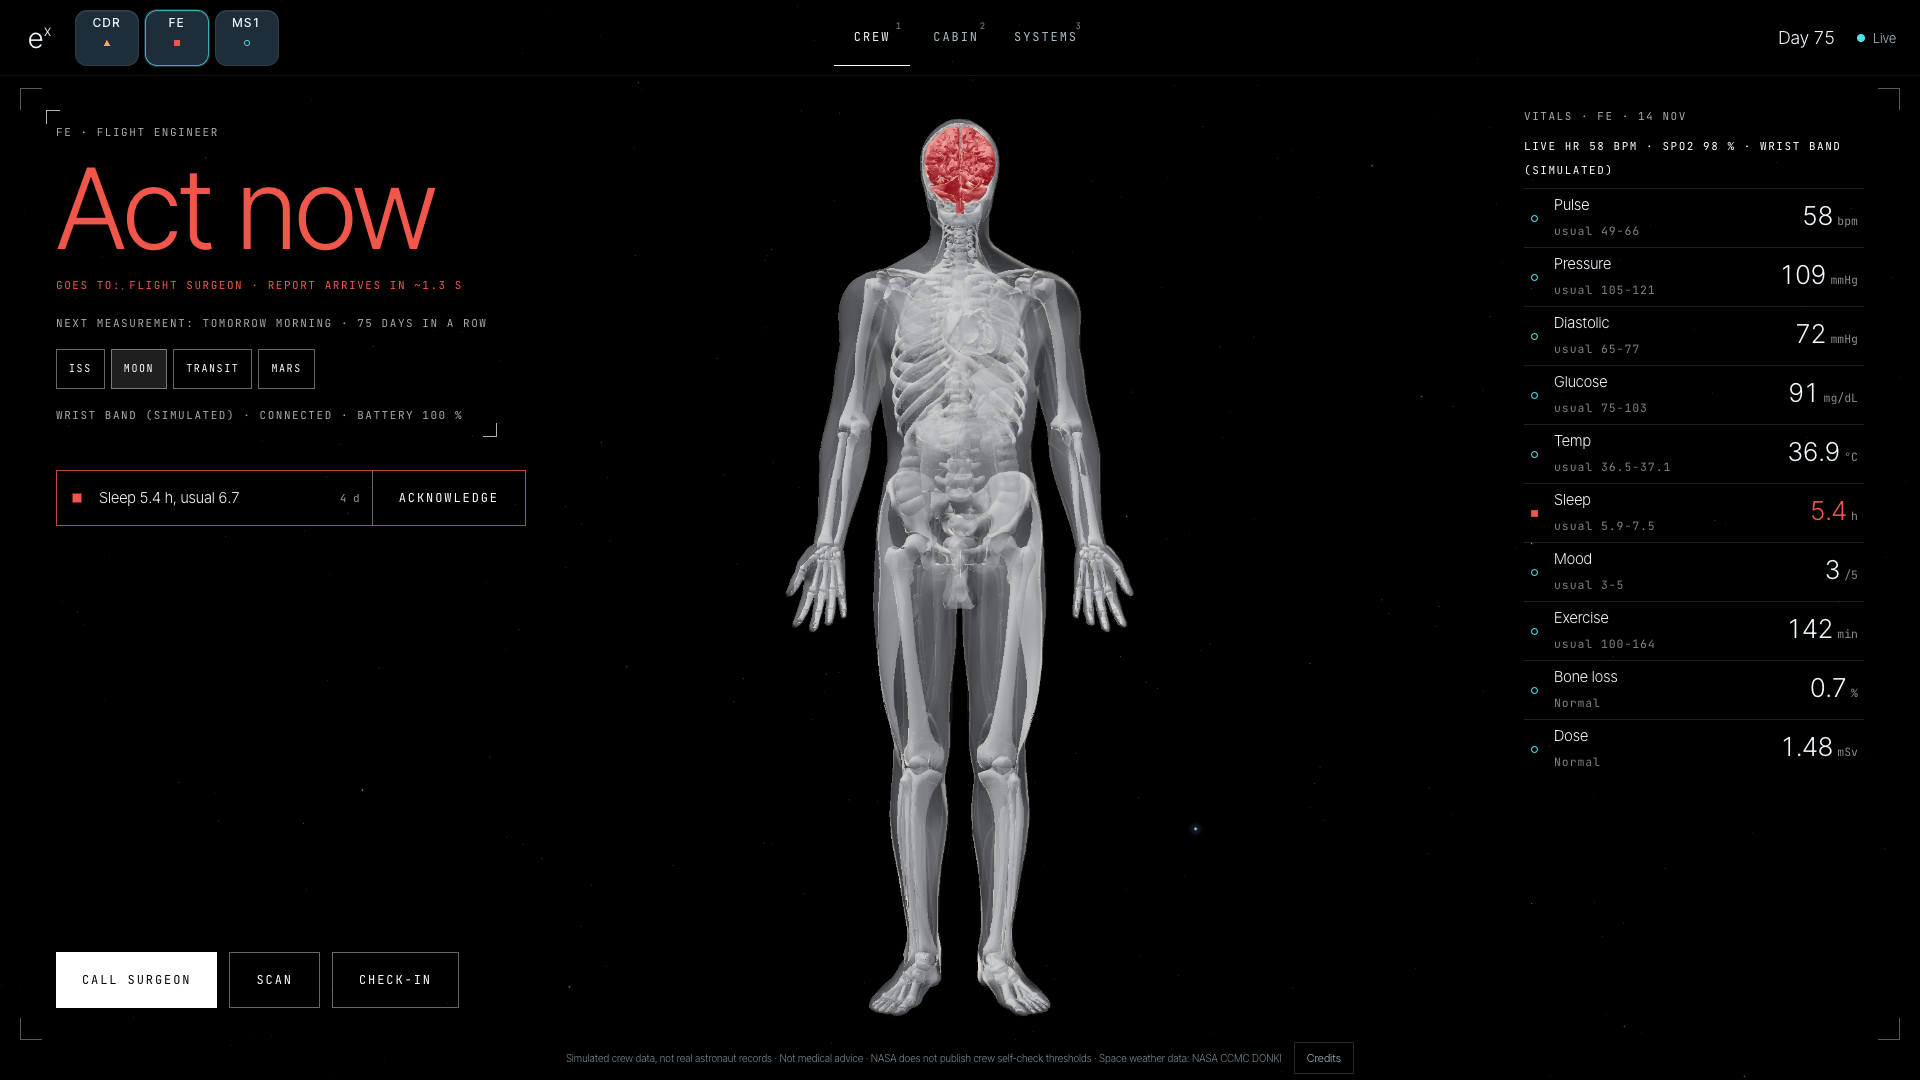 eˣ
CDR
FE
MS1
CREW 1
CABIN 2
SYSTEMS 3
Day 75
Live
FE · FLIGHT ENGINEER
Act now
GOES TO: FLIGHT SURGEON · REPORT ARRIVES IN ~1.3 S
NEXT MEASUREMENT: TOMORROW MORNING · 75 DAYS IN A ROW
ISS
MOON
TRANSIT
MARS
WRIST BAND (SIMULATED) · CONNECTED · BATTERY 100 %
Sleep 5.4 h, usual 6.7
4 d
ACKNOWLEDGE
CALL SURGEON
SCAN
CHECK-IN
VITALS · FE · 14 NOV
LIVE HR 58 BPM · SPO2 98 % · WRIST BAND
(SIMULATED)
Pulse
58 bpm
usual 49-66
Pressure
109 mmHg
usual 105-121
Diastolic
72 mmHg
usual 65-77
Glucose
91 mg/dL
usual 75-103
Temp
36.9 °C
usual 36.5-37.1
Sleep
5.4 h
usual 5.9-7.5
Mood
3 /5
usual 3-5
Exercise
142 min
usual 100-164
Bone loss
0.7 %
Normal
Dose
1.48 mSv
Normal
Simulated crew data, not real astronaut records · Not medical advice · NASA does not publish crew self-check thresholds · Space weather data: NASA CCMC DONKI
Credits